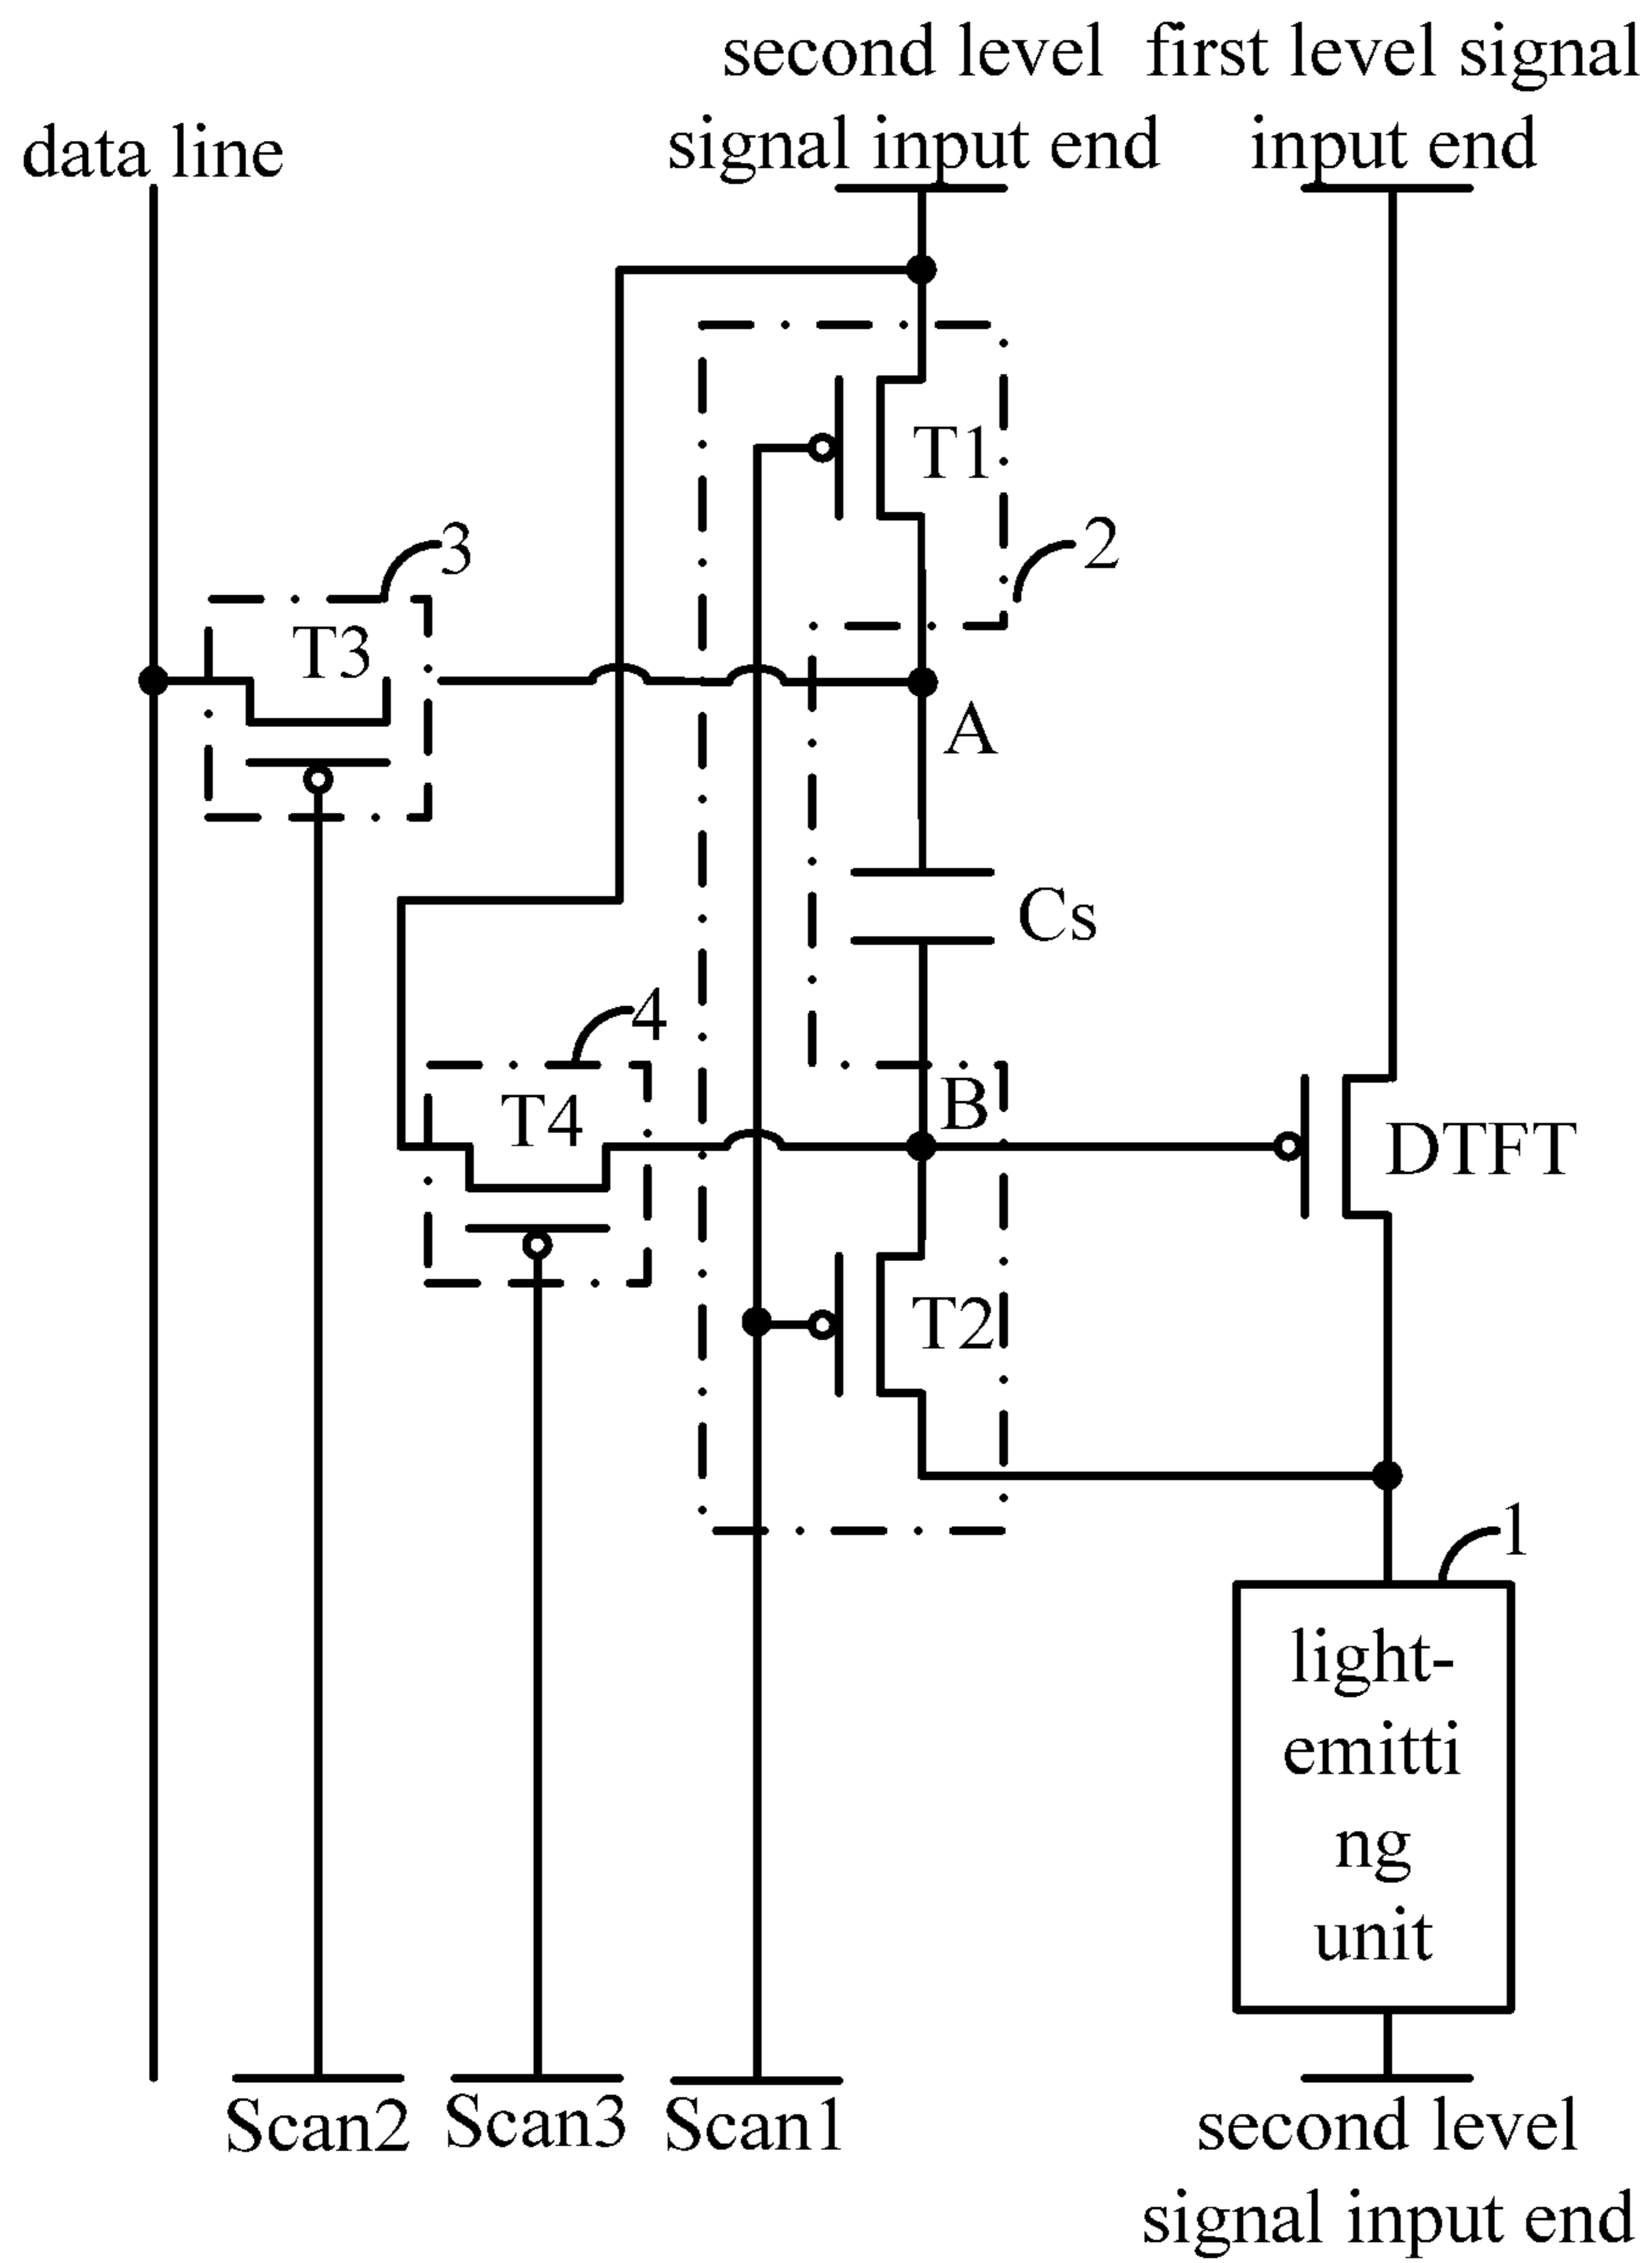 second level
signal input end
first level signal
input end
data line
T1
2
3
T3
A
Cs
4
T4
B
DTFT
T2
1
light-
emitti
ng
unit
Scan2
Scan3
Scan1
second level
signal input end